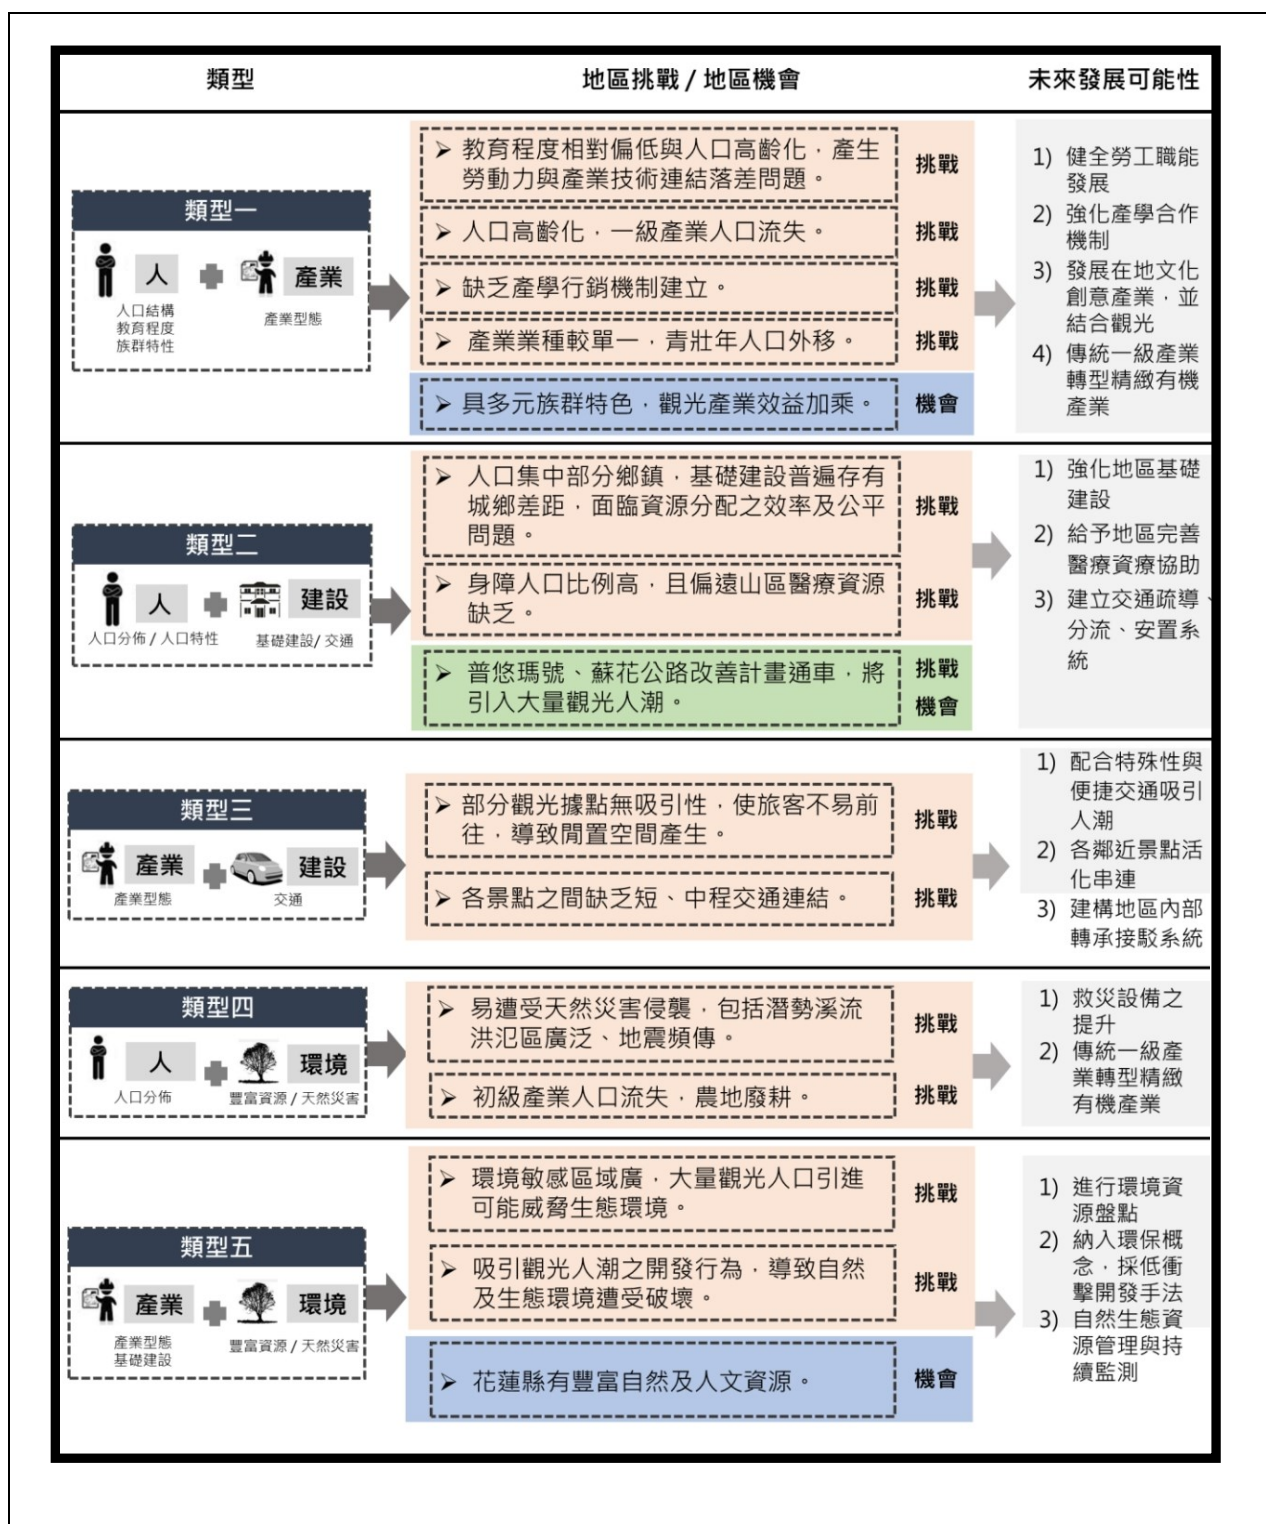 類型
地區挑戰 / 地區機會
未來發展可能性
類型一
人
產業
人口結構
教育程度
族群特性
產業型態
➢ 教育程度相對偏低與人口高齡化，產生
勞動力與產業技術連結落差問題。
挑戰
➢ 人口高齡化，一級產業人口流失。
挑戰
➢ 缺乏產學行銷機制建立。
挑戰
➢ 產業業種較單一，青壯年人口外移。
挑戰
➢ 具多元族群特色，觀光產業效益加乘。
機會
1) 健全勞工職能
發展
2) 強化產學合作
機制
3) 發展在地文化
創意產業，並
結合觀光
4) 傳統一級產業
轉型精緻有機
產業
類型二
人
建設
人口分佈 / 人口特性
基礎建設/ 交通
➢ 人口集中部分鄉鎮，基礎建設普遍存有
城鄉差距，面臨資源分配之效率及公平
問題。
挑戰
➢ 身障人口比例高，且偏遠山區醫療資源
缺乏。
挑戰
➢ 普悠瑪號、蘇花公路改善計畫通車，將
引入大量觀光人潮。
挑戰
機會
1) 強化地區基礎
建設
2) 給予地區完善
醫療資療協助
3) 建立交通疏導、
分流、安置系
統
類型三
產業
建設
產業型態
交通
➢ 部分觀光據點無吸引性，使旅客不易前
往，導致閒置空間產生。
挑戰
➢ 各景點之間缺乏短、中程交通連結。
挑戰
1) 配合特殊性與
便捷交通吸引
人潮
2) 各鄰近景點活
化串連
3) 建構地區內部
轉承接駁系統
類型四
人
環境
人口分佈
豐富資源 / 天然災害
➢ 易遭受天然災害侵襲，包括潛勢溪流
洪氾區廣泛、地震頻傳。
挑戰
➢ 初級產業人口流失，農地廢耕。
挑戰
1) 救災設備之
提升
2) 傳統一級產
業轉型精緻
有機產業
類型五
產業
環境
產業型態
基礎建設
豐富資源 / 天然災害
➢ 環境敏感區域廣，大量觀光人口引進
可能威脅生態環境。
挑戰
➢ 吸引觀光人潮之開發行為，導致自然
及生態環境遭受破壞。
挑戰
➢ 花蓮縣有豐富自然及人文資源。
機會
1) 進行環境資
源盤點
2) 納入環保概
念，採低衝
擊開發手法
3) 自然生態資
源管理與持
續監測